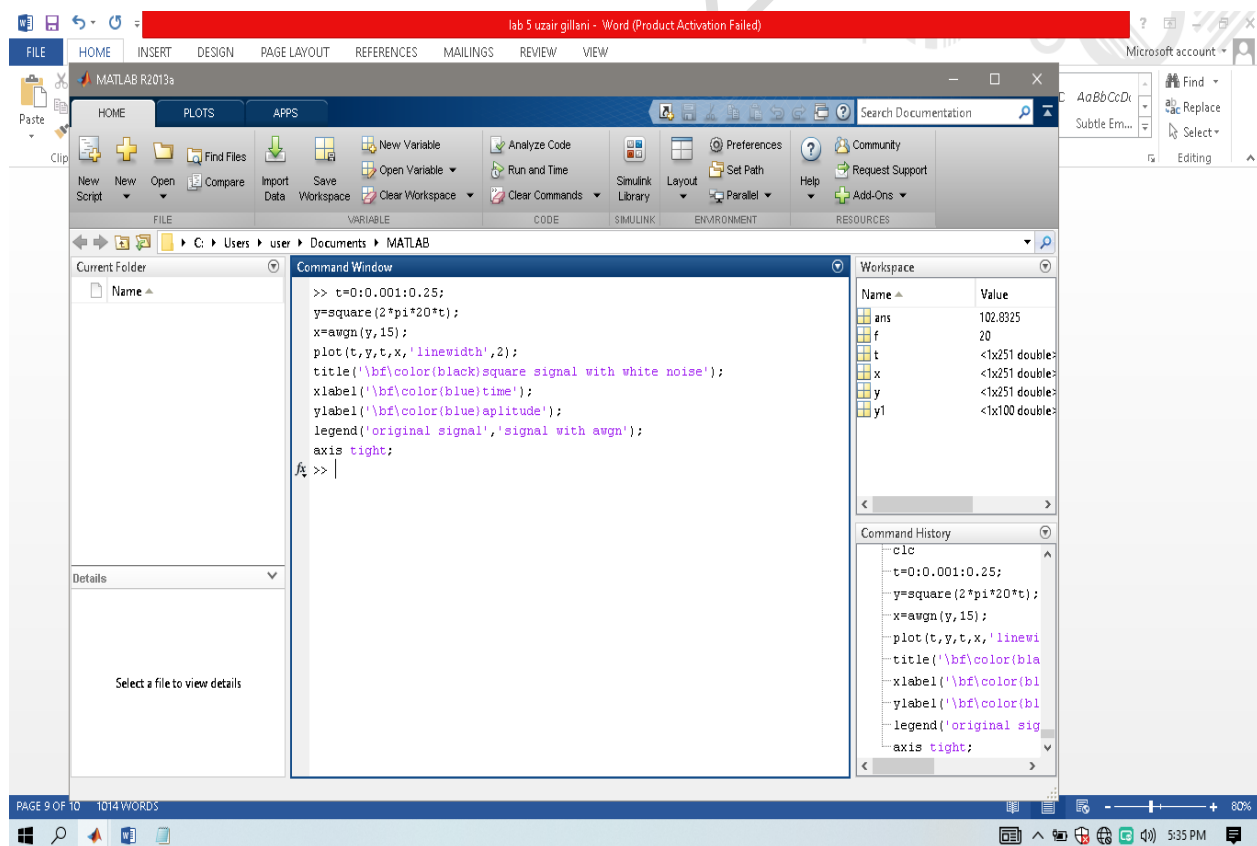 lab 5 uzair gillani - Word (Product Activation Failed)
FILE HOME INSERT DESIGN PAGE LAYOUT REFERENCES MAILINGS REVIEW VIEW Microsoft account
Paste
Clip
MATLAB R2013a
HOME PLOTS APPS Search Documentation
New Script
New
Open
Find Files
Compare
Import Data
Save Workspace
New Variable
Open Variable
Clear Workspace
Analyze Code
Run and Time
Clear Commands
Simulink Library
Layout
Preferences
Set Path
Parallel
Help
Community
Request Support
Add-Ons
FILE VARIABLE CODE SIMULINK ENVIRONMENT RESOURCES
AaBbCcDc
Subtle Em...
Find
Replace
Select
Editing
C: Users user Documents MATLAB
Current Folder
Name
Details
Select a file to view details
Command Window
>> t=0:0.001:0.25;
y=square(2*pi*20*t);
x=awgn(y,15);
plot(t,y,t,x,'linewidth',2);
title('\bf\color{black}square signal with white noise');
xlabel('\bf\color{blue}time');
ylabel('\bf\color{blue}aplitude');
legend('original signal','signal with awgn');
axis tight;
fx >>
Workspace
Name Value
ans 102.8325
f 20
t <1x251 double>
x <1x251 double>
y <1x251 double>
y1 <1x100 double>
Command History
clc
t=0:0.001:0.25;
y=square(2*pi*20*t);
x=awgn(y,15);
plot(t,y,t,x,'linewi
title('\bf\color{bla
xlabel('\bf\color{bl
ylabel('\bf\color{bl
legend('original sig
axis tight;
PAGE 9 OF 10 1014 WORDS 80%
5:35 PM